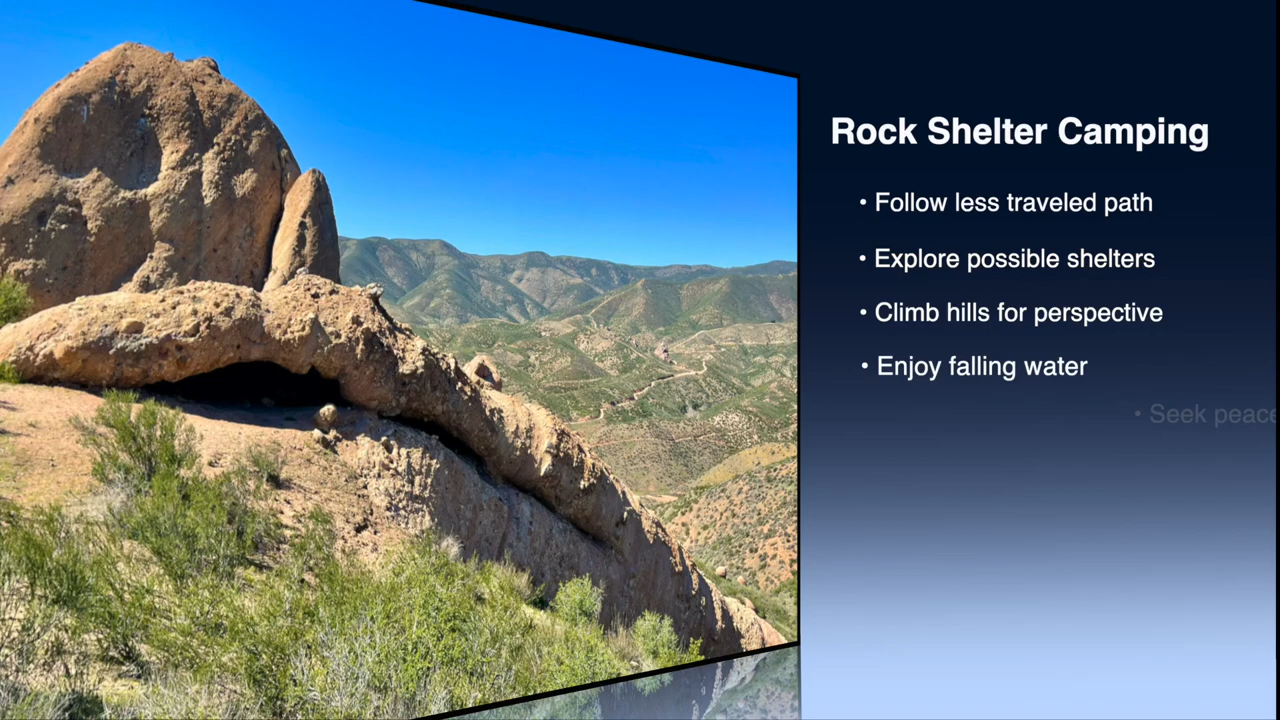 Rock Shelter Camping
• Follow less traveled path
• Explore possible shelters
• Climb hills for perspective
• Enjoy falling water
• Seek peace